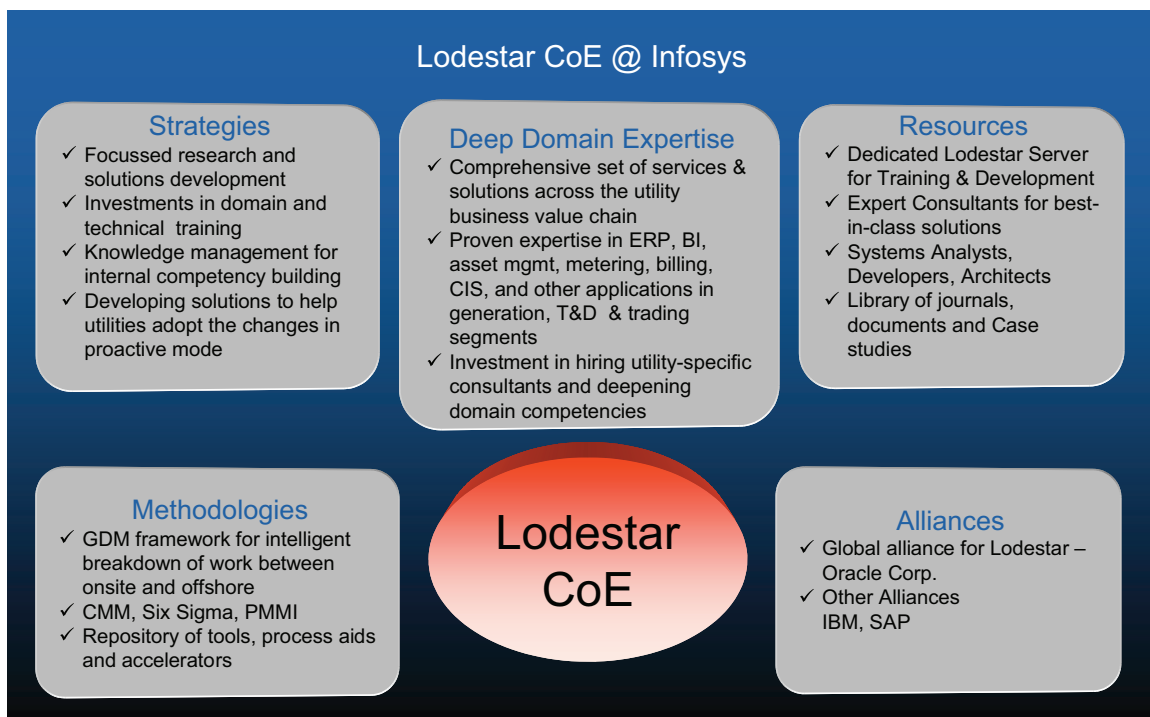 Lodestar CoE @ Infosys
Strategies
✓ Focussed research and
solutions development
✓ Investments in domain and
technical training
✓ Knowledge management for
internal competency building
✓ Developing solutions to help
utilities adopt the changes in
proactive mode
Deep Domain Expertise
✓ Comprehensive set of services &
solutions across the utility
business value chain
✓ Proven expertise in ERP, BI,
asset mgmt, metering, billing,
CIS, and other applications in
generation, T&D & trading
segments
✓ Investment in hiring utility-specific
consultants and deepening
domain competencies
Resources
✓ Dedicated Lodestar Server
for Training & Development
✓ Expert Consultants for best-
in-class solutions
✓ Systems Analysts,
Developers, Architects
✓ Library of journals,
documents and Case
studies
Methodologies
✓ GDM framework for intelligent
breakdown of work between
onsite and offshore
✓ CMM, Six Sigma, PMMI
✓ Repository of tools, process aids
and accelerators
Lodestar
CoE
Alliances
✓ Global alliance for Lodestar –
Oracle Corp.
✓ Other Alliances
IBM, SAP